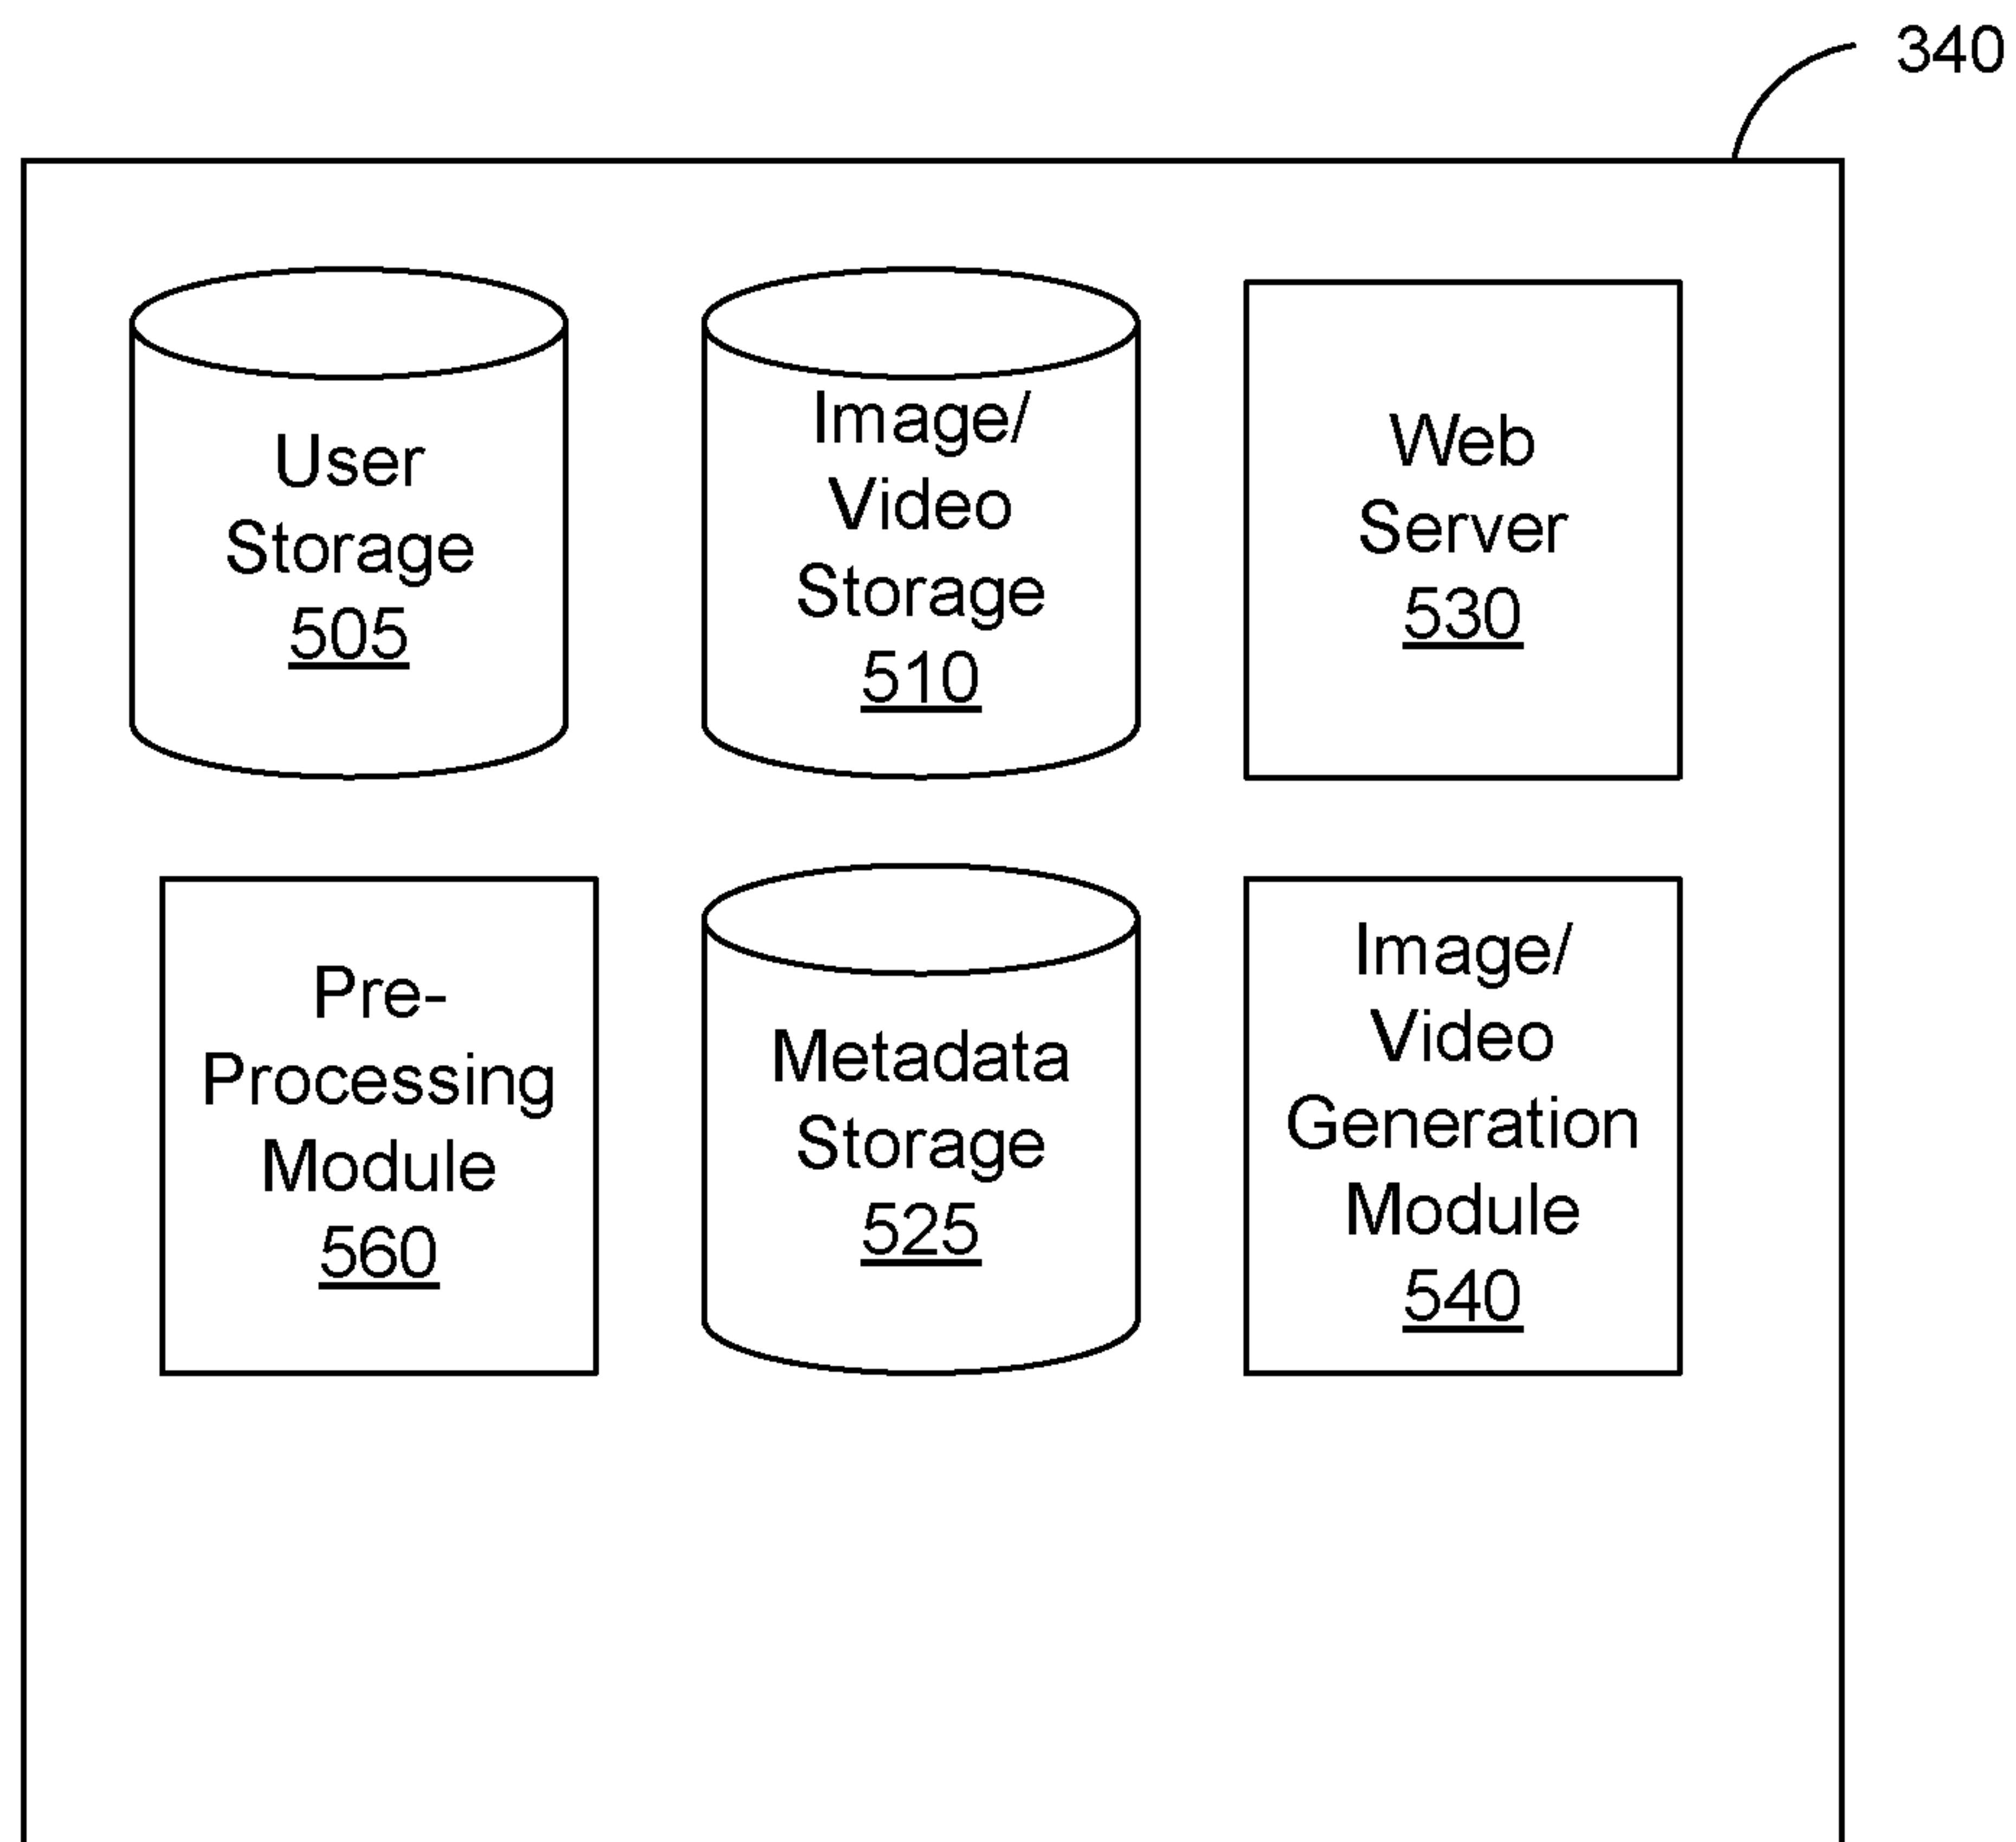 340
User
Storage
505
Image/
Video
Storage
510
Web
Server
530
Pre-
Processing
Module
560
Metadata
Storage
525
Image/
Video
Generation
Module
540